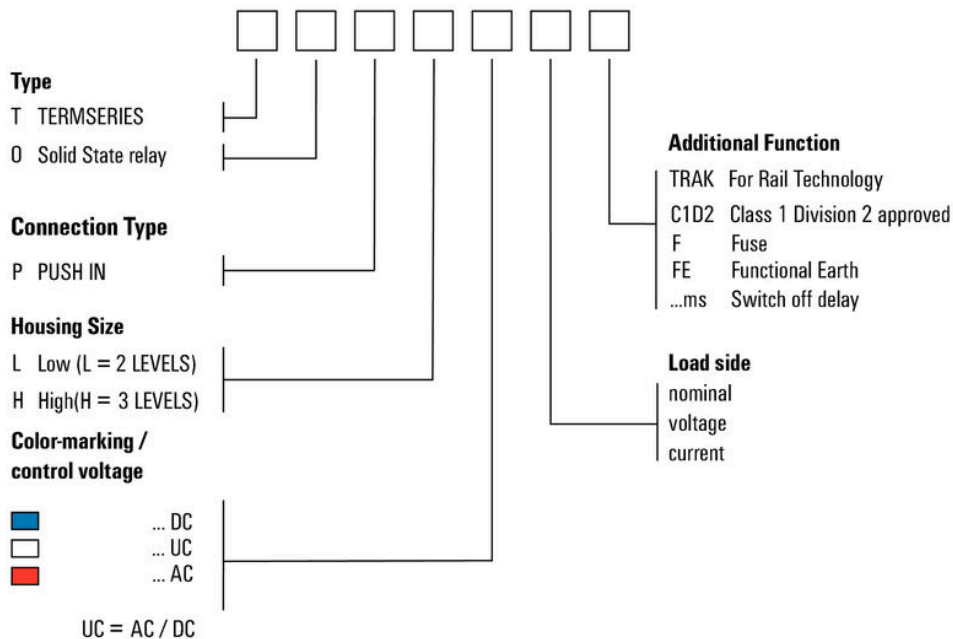 Type
T TERMSERIES
O Solid State relay
Connection Type
P PUSH IN
Housing Size
L Low (L = 2 LEVELS)
H High(H = 3 LEVELS)
Color-marking /
control voltage
... DC
... UC
... AC
UC = AC / DC
Additional Function
TRAK For Rail Technology
C1D2 Class 1 Division 2 approved
F Fuse
FE Functional Earth
...ms Switch off delay
Load side
nominal
voltage
current